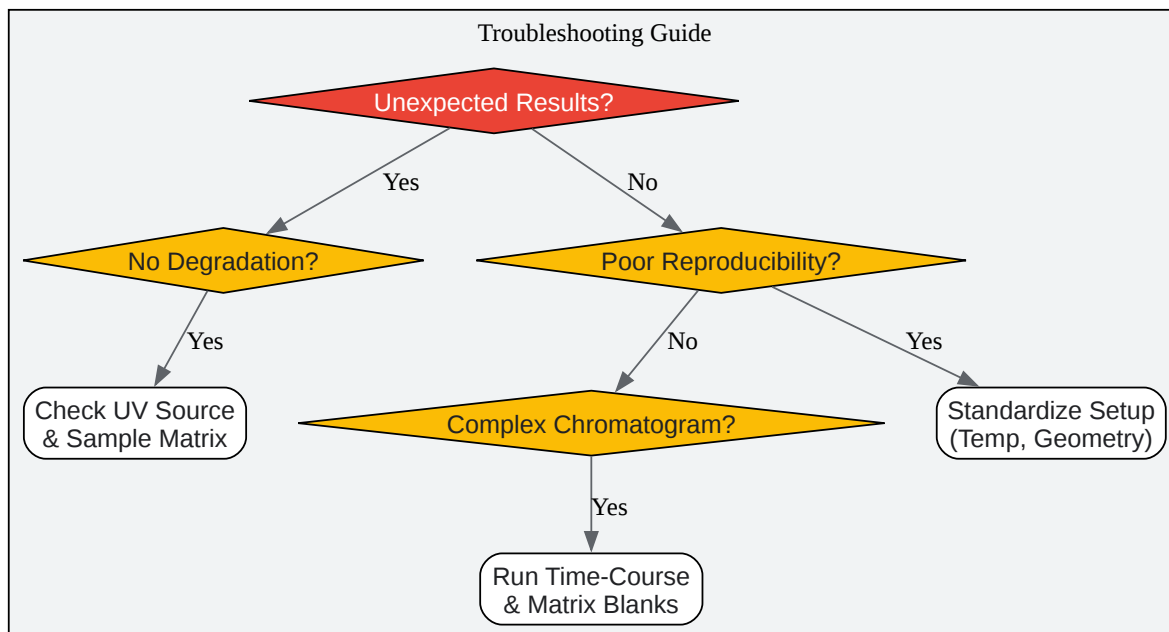 Troubleshooting Guide
Unexpected Results?
Yes
No
No Degradation?
Poor Reproducibility?
Yes
No
Yes
Check UV Source
& Sample Matrix
Complex Chromatogram?
Standardize Setup
(Temp, Geometry)
Yes
Run Time-Course
& Matrix Blanks